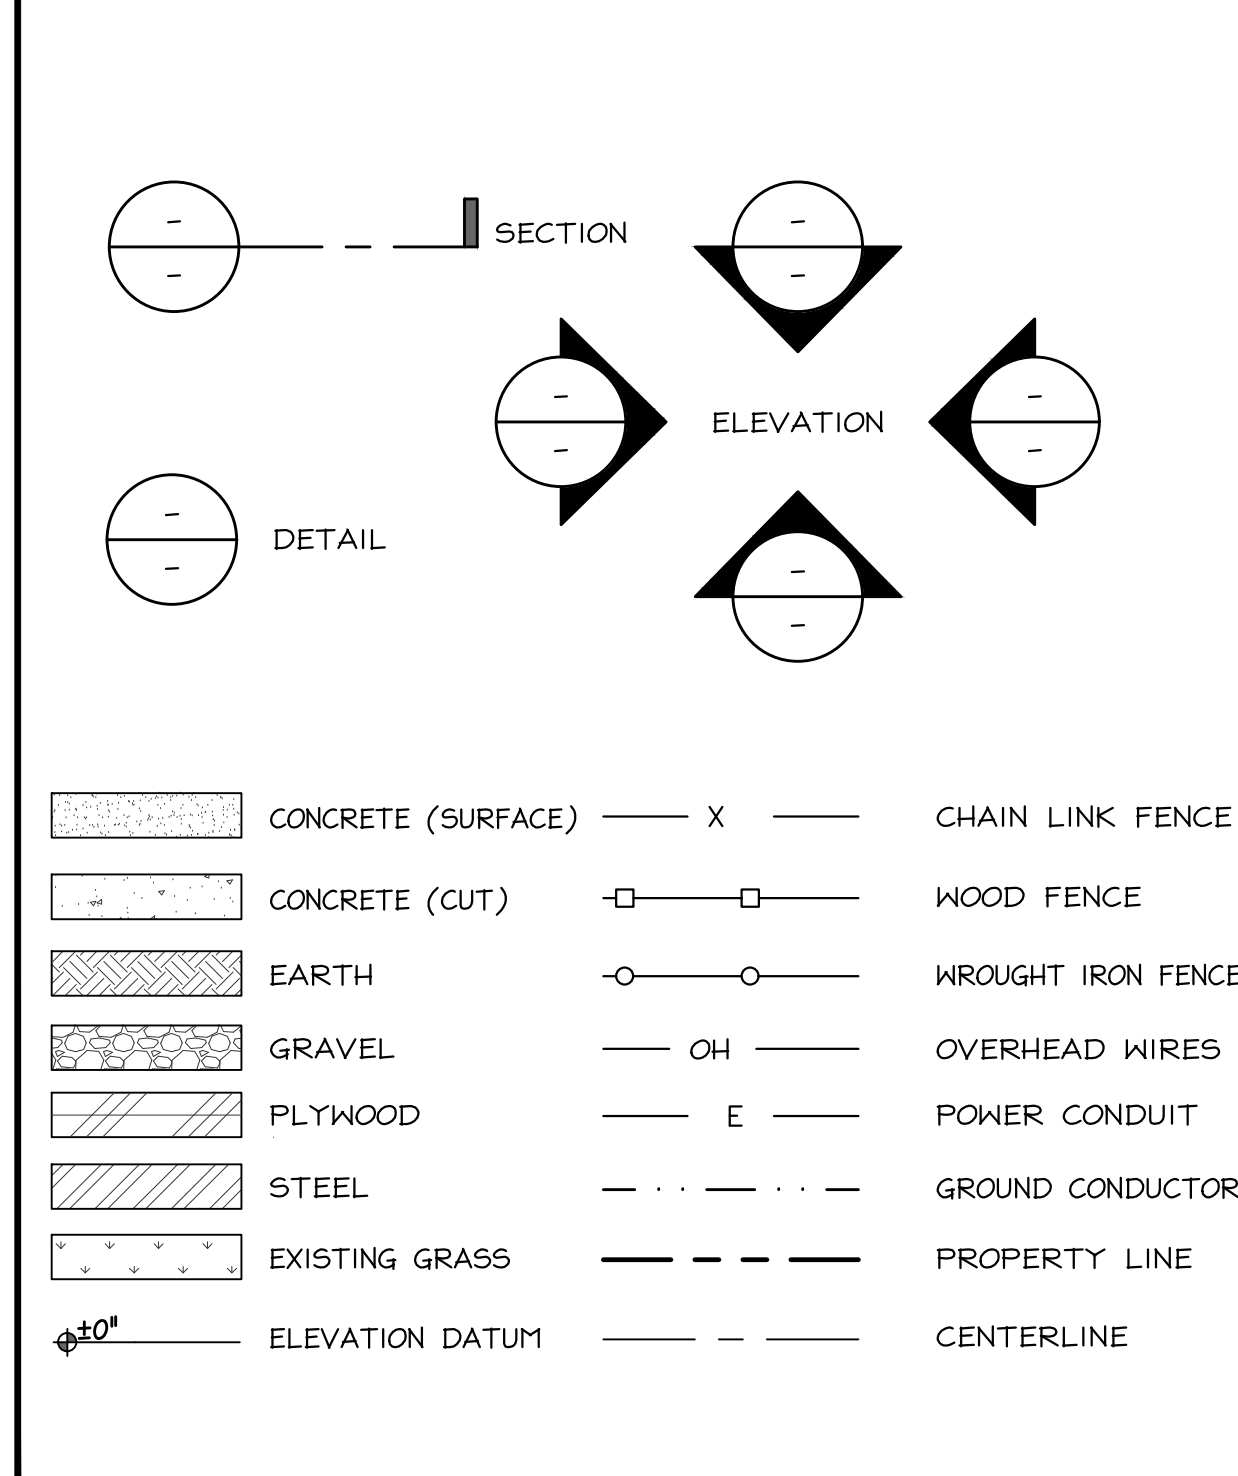 SECTION
ELEVATION
DETAIL
CONCRETE (SURFACE)
X
CHAIN LINK FENCE
CONCRETE (CUT)
WOOD FENCE
EARTH
WROUGHT IRON FENCE
GRAVEL
OH
OVERHEAD WIRES
PLYWOOD
E
POWER CONDUIT
STEEL
GROUND CONDUCTOR
EXISTING GRASS
PROPERTY LINE
±0"
ELEVATION DATUM
CENTERLINE